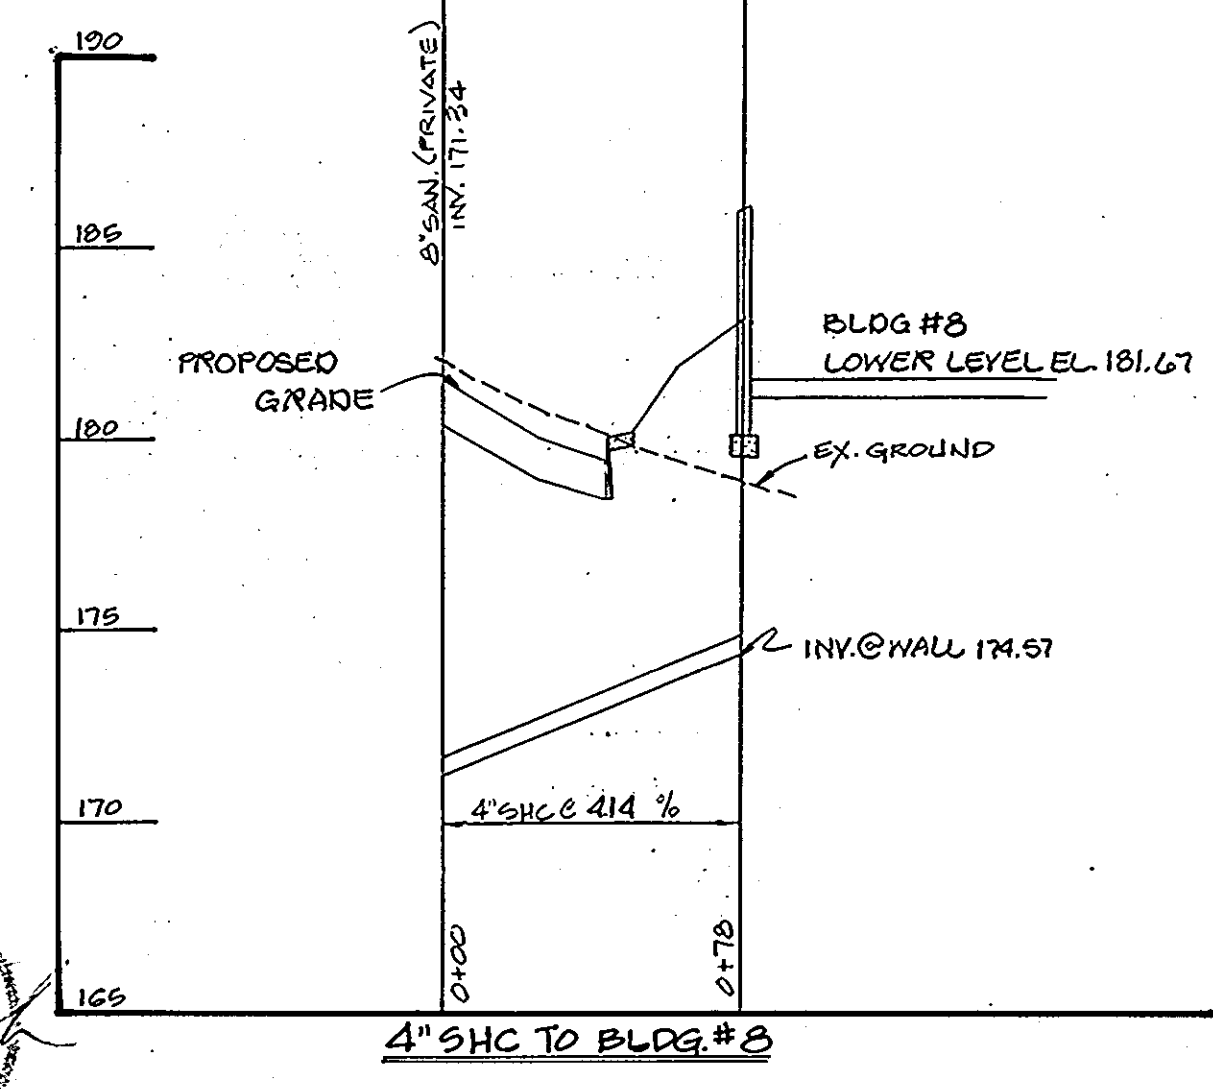 190
8" SAN. (PRIVATE)
INV. 171.34
185
BLDG #8
LOWER LEVEL EL. 181.67
PROPOSED
GRADE
180
EX. GROUND
175
INV. @ WALL 174.57
170
4" SHC @ 4.14 %
0+00
0+78
165
4" SHC TO BLDG. #8